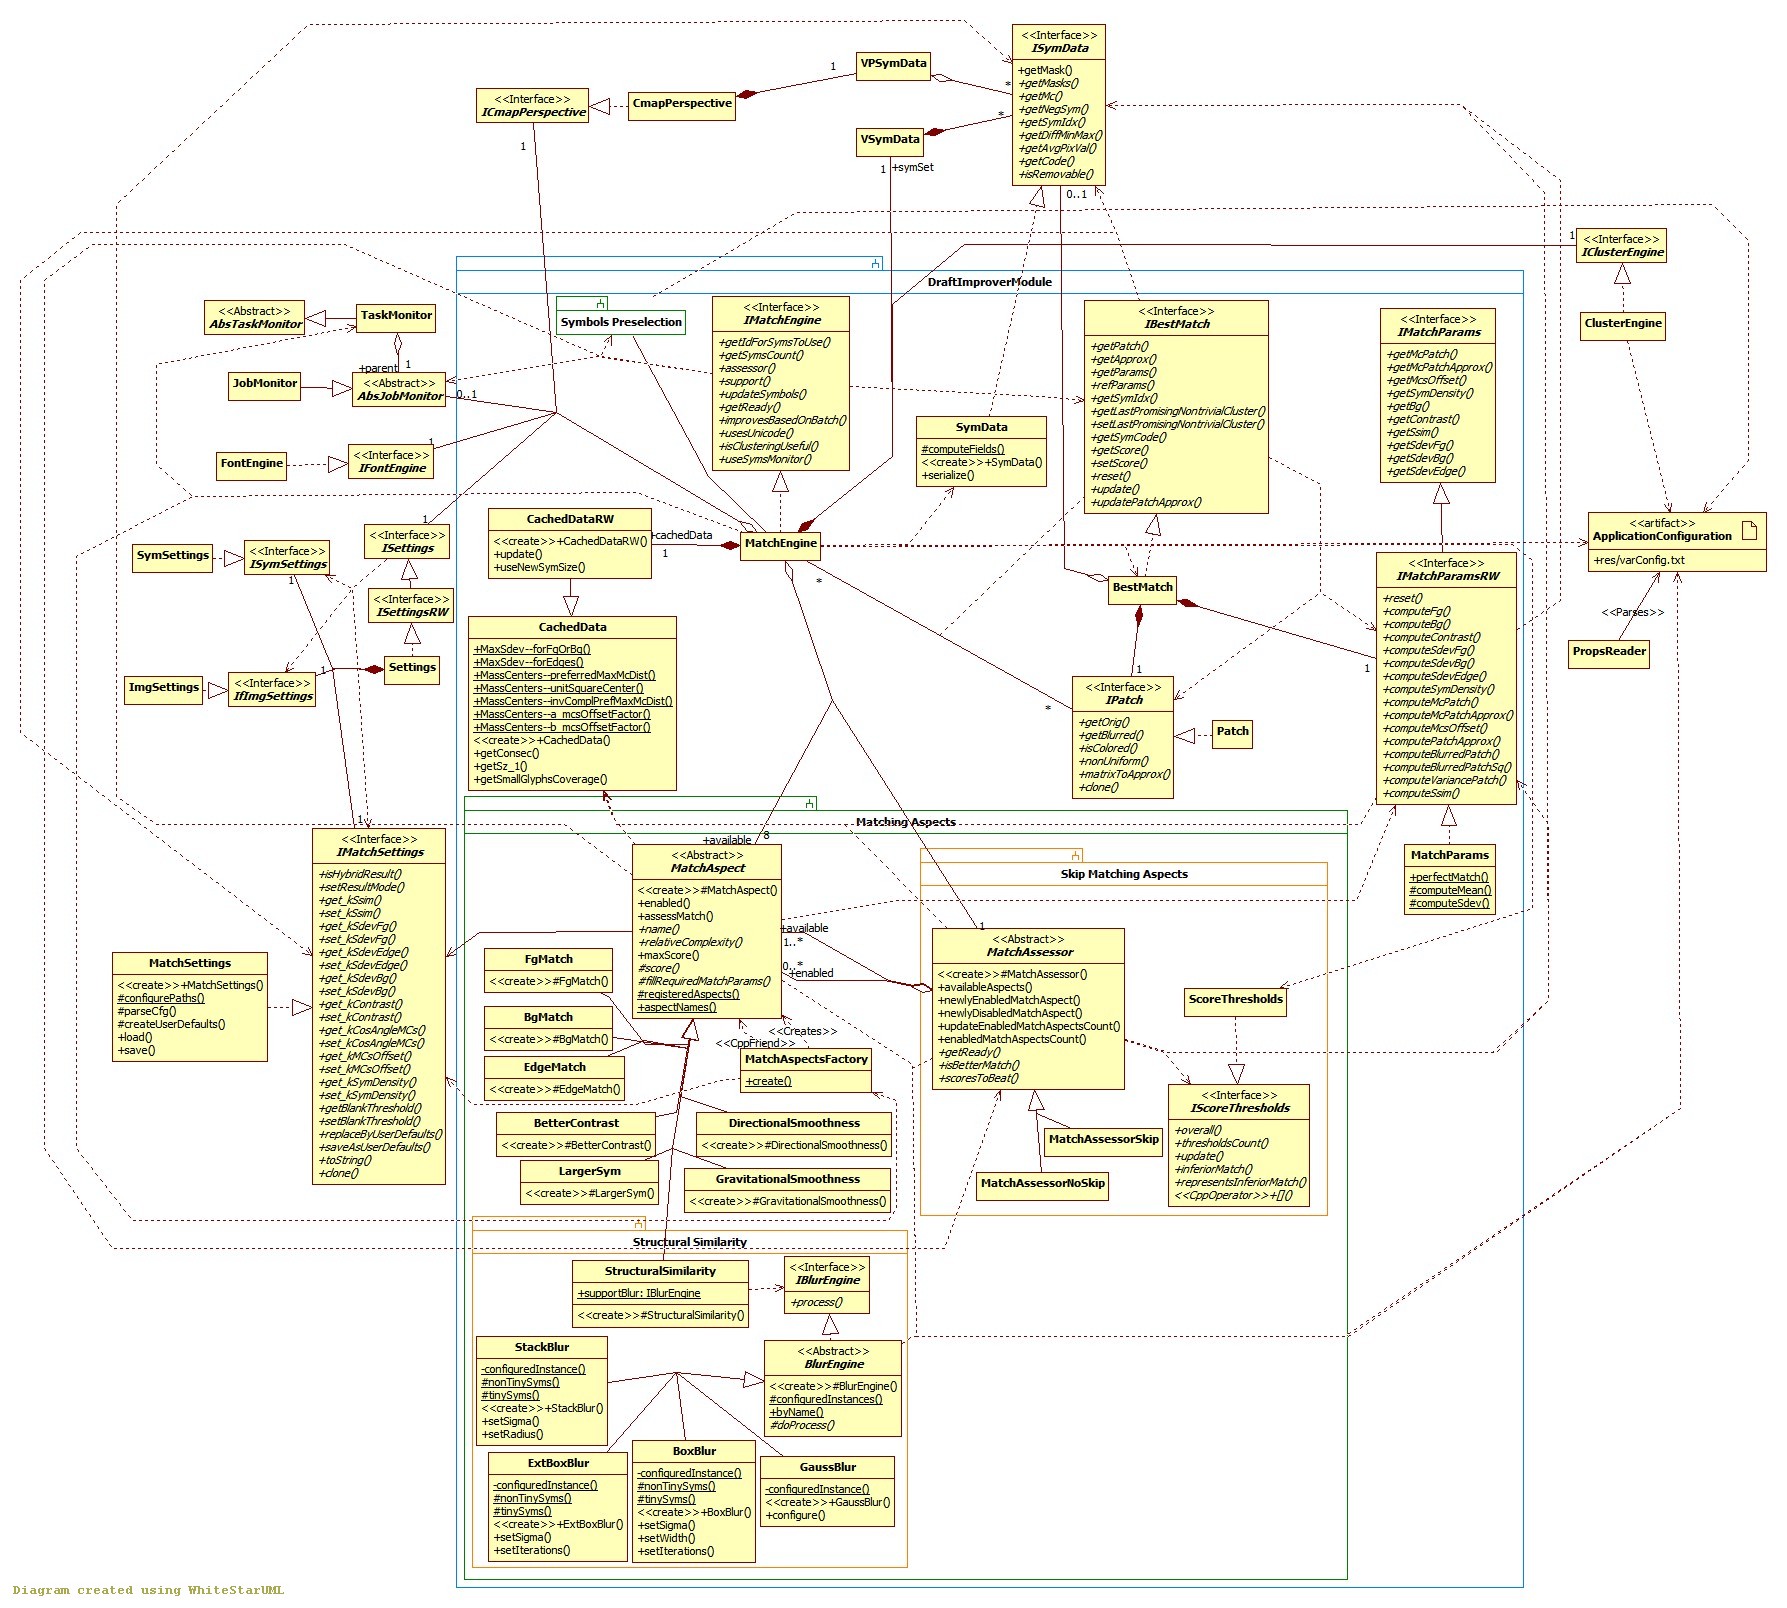 <<Interface>>
ISymData
+getMask()
+getMasks()
+getMc()
+getNegSym()
+getSymIdx()
+getDiffMinMax()
+getAvgPixVal()
+getCode()
+isRemovable()
VPSymData
1
*
<<Interface>>
ICmapPerspective
CmapPerspective
1
VSymData
*
1
+symSet
0..1
1
<<Interface>>
IClusterEngine
ClusterEngine
DraftImproverModule
<<Abstract>>
AbsTaskMonitor
TaskMonitor
+parent
1
JobMonitor
<<Abstract>>
AbsJobMonitor
0..1
FontEngine
1
<<Interface>>
IFontEngine
Symbols Preselection
<<Interface>>
IMatchEngine
+getIdForSymsToUse()
+getSymsCount()
+assessor()
+support()
+updateSymbols()
+getReady()
+improvesBasedOnBatch()
+usesUnicode()
+isClusteringUseful()
+useSymsMonitor()
<<Interface>>
IBestMatch
+getPatch()
+getApprox()
+getParams()
+refParams()
+getSymIdx()
+getLastPromisingNontrivialCluster()
+setLastPromisingNontrivialCluster()
+getSymCode()
+getScore()
+setScore()
+reset()
+update()
+updatePatchApprox()
<<Interface>>
IMatchParams
+getMcPatch()
+getMcPatchApprox()
+getMcsOffset()
+getSymDensity()
+getBg()
+getContrast()
+getSsim()
+getSdevFg()
+getSdevBg()
+getSdevEdge()
SymData
#computeFields()
<<create>>+SymData()
+serialize()
<<artifact>>
ApplicationConfiguration
+res/varConfig.txt
<<Parses>>
PropsReader
1
<<Interface>>
ISettings
SymSettings
<<Interface>>
ISymSettings
1
<<Interface>>
ISettingsRW
Settings
1
ImgSettings
<<Interface>>
IfImgSettings
CachedDataRW
<<create>>+CachedDataRW()
+update()
+useNewSymSize()
+cachedData
1
MatchEngine
*
BestMatch
1
1
<<Interface>>
IMatchParamsRW
+reset()
+computeFg()
+computeBg()
+computeContrast()
+computeSdevFg()
+computeSdevBg()
+computeSdevEdge()
+computeSymDensity()
+computeMcPatch()
+computeMcPatchApprox()
+computeMcsOffset()
+computePatchApprox()
+computeBlurredPatch()
+computeBlurredPatchSq()
+computeVariancePatch()
+computeSsim()
CachedData
+MaxSdev--forFgOrBg()
+MaxSdev--forEdges()
+MassCenters--preferredMaxMcDist()
+MassCenters--unitSquareCenter()
+MassCenters--invComplPrefMaxMcDist()
+MassCenters--a_mcsOffsetFactor()
+MassCenters--b_mcsOffsetFactor()
<<create>>+CachedData()
+getConsec()
+getSz_1()
+getSmallGlyphsCoverage()
*
<<Interface>>
IPatch
+getOrig()
+getBlurred()
+isColored()
+nonUniform()
+matrixToApprox()
+clone()
Patch
Matching Aspects
1
<<Interface>>
IMatchSettings
+isHybridResult()
+setResultMode()
+get_kSsim()
+set_kSsim()
+get_kSdevFg()
+set_kSdevFg()
+get_kSdevEdge()
+set_kSdevEdge()
+get_kSdevBg()
+set_kSdevBg()
+get_kContrast()
+set_kContrast()
+get_kCosAngleMCs()
+set_kCosAngleMCs()
+get_kMCsOffset()
+set_kMCsOffset()
+get_kSymDensity()
+set_kSymDensity()
+getBlankThreshold()
+setBlankThreshold()
+replaceByUserDefaults()
+saveAsUserDefaults()
+toString()
+clone()
MatchSettings
<<create>>+MatchSettings()
#configurePaths()
#parseCfg()
#createUserDefaults()
+load()
+save()
+available
8
<<Abstract>>
MatchAspect
<<create>>#MatchAspect()
+enabled()
+assessMatch()
+name()
+relativeComplexity()
+maxScore()
#score()
#fillRequiredMatchParams()
#registeredAspects()
+aspectNames()
+available
1..*
0..*
+enabled
Skip Matching Aspects
1
<<Abstract>>
MatchAssessor
<<create>>#MatchAssessor()
+availableAspects()
+newlyEnabledMatchAspect()
+newlyDisabledMatchAspect()
+updateEnabledMatchAspectsCount()
+enabledMatchAspectsCount()
+getReady()
+isBetterMatch()
+scoresToBeat()
MatchParams
+perfectMatch()
#computeMean()
#computeSdev()
ScoreThresholds
<<Interface>>
IScoreThresholds
+overall()
+thresholdsCount()
+update()
+inferiorMatch()
+representsInferiorMatch()
<<CppOperator>>+[]()
MatchAssessorSkip
MatchAssessorNoSkip
FgMatch
<<create>>#FgMatch()
BgMatch
<<create>>#BgMatch()
EdgeMatch
<<create>>#EdgeMatch()
<<Creates>>
<<CppFriend>>
MatchAspectsFactory
+create()
BetterContrast
<<create>>#BetterContrast()
DirectionalSmoothness
<<create>>#DirectionalSmoothness()
LargerSym
<<create>>#LargerSym()
GravitationalSmoothness
<<create>>#GravitationalSmoothness()
Structural Similarity
StructuralSimilarity
+supportBlur: IBlurEngine
<<create>>#StructuralSimilarity()
<<Interface>>
IBlurEngine
+process()
<<Abstract>>
BlurEngine
<<create>>#BlurEngine()
#configuredInstances()
+byName()
#doProcess()
StackBlur
-configuredInstance()
#nonTinySyms()
#tinySyms()
<<create>>+StackBlur()
+setSigma()
+setRadius()
ExtBoxBlur
-configuredInstance()
#nonTinySyms()
#tinySyms()
<<create>>+ExtBoxBlur()
+setSigma()
+setIterations()
BoxBlur
-configuredInstance()
#nonTinySyms()
#tinySyms()
<<create>>+BoxBlur()
+setSigma()
+setWidth()
+setIterations()
GaussBlur
-configuredInstance()
<<create>>+GaussBlur()
+configure()
Diagram created using WhiteStarUML